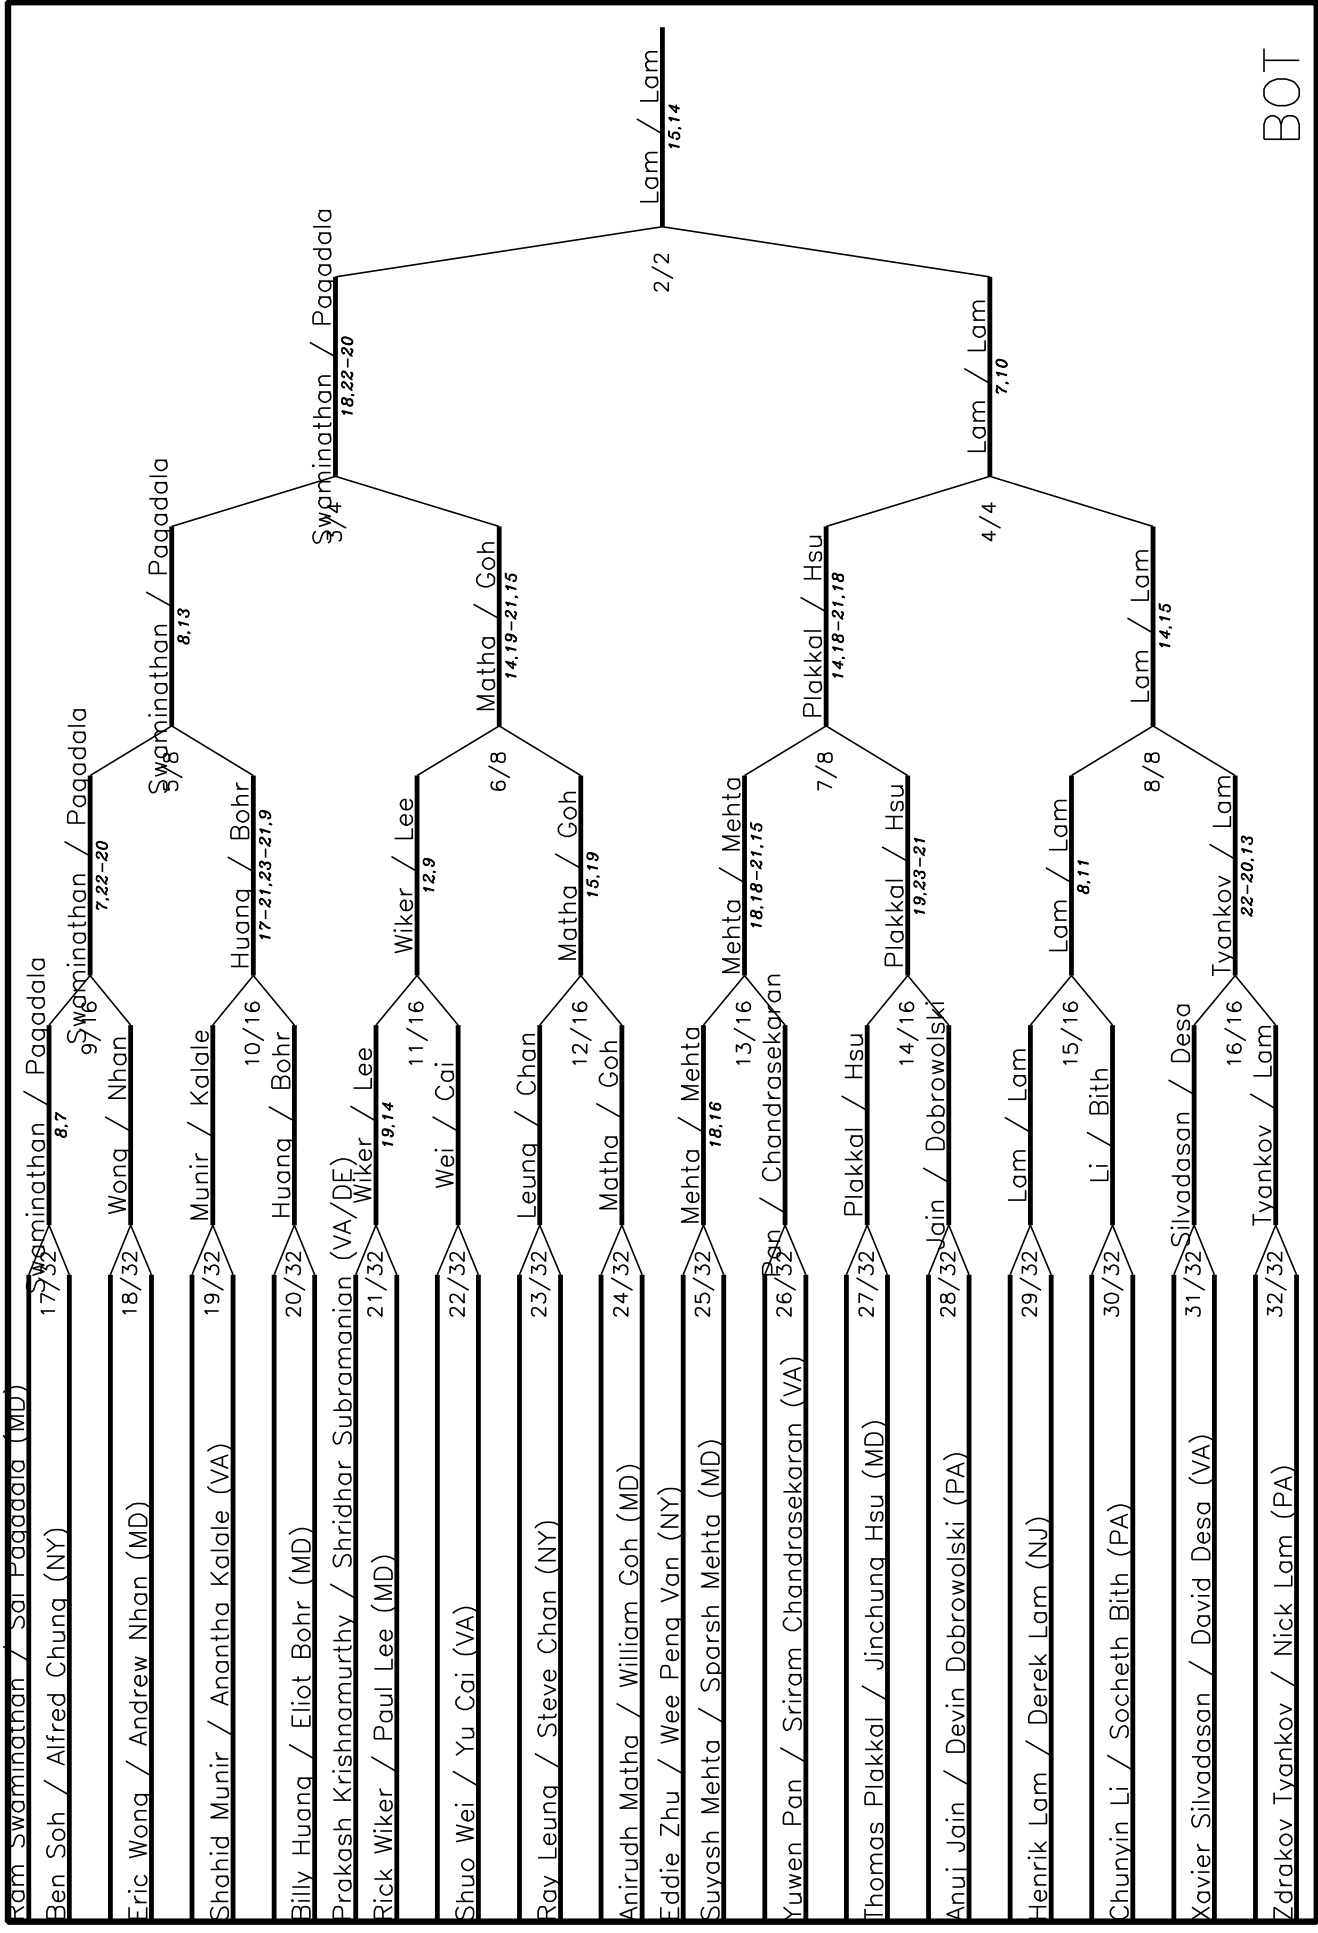 BOT
Ram Swaminathan / Sai Pagadala (MD)
Ben Soh / Alfred Chung (NY)
Eric Wong / Andrew Nhan (MD)
Shahid Munir / Anantha Kalale (VA)
Billy Huang / Eliot Bohr (MD)
Prakash Krishnamurthy / Shridhar Subramanian (VA/DE)
Rick Wiker / Paul Lee (MD)
Shuo Wei / Yu Cai (VA)
Ray Leung / Steve Chan (NY)
Anirudh Matha / William Goh (MD)
Eddie Zhu / Wee Peng Van (NY)
Suyash Mehta / Sparsh Mehta (MD)
Yuwen Pan / Sriram Chandrasekaran (VA)
Thomas Plakkal / Jinchung Hsu (MD)
Anuj Jain / Devin Dobrowolski (PA)
Henrik Lam / Derek Lam (NJ)
Chunyin Li / Socheth Bith (PA)
Xavier Silvadasan / David Desa (VA)
Zdrakov Tyankov / Nick Lam (PA)
17/32
18/32
19/32
20/32
21/32
22/32
23/32
24/32
25/32
26/32
27/32
28/32
29/32
30/32
31/32
32/32
Swaminathan / Pagadala
8,7
Wong / Nhan
Munir / Kalale
Huang / Bohr
Wiker / Lee
19,14
Wei / Cai
Leung / Chan
Matha / Goh
Mehta / Mehta
18,16
Pan / Chandrasekaran
Plakkal / Hsu
Jain / Dobrowolski
Lam / Lam
Li / Bith
Silvadasan / Desa
Tyankov / Lam
9/16
10/16
11/16
12/16
13/16
14/16
15/16
16/16
Swaminathan / Pagadala
7,22-20
Huang / Bohr
17-21,23-21,9
Wiker / Lee
12,9
Matha / Goh
15,19
Mehta / Mehta
18,18-21,15
Plakkal / Hsu
19,23-21
Lam / Lam
8,11
Tyankov / Lam
22-20,13
5/8
6/8
7/8
8/8
Swaminathan / Pagadala
8,13
Matha / Goh
14,19-21,15
Plakkal / Hsu
14,18-21,18
Lam / Lam
14,15
3/4
4/4
Swaminathan / Pagadala
18,22-20
Lam / Lam
7,10
2/2
Lam / Lam
15,14